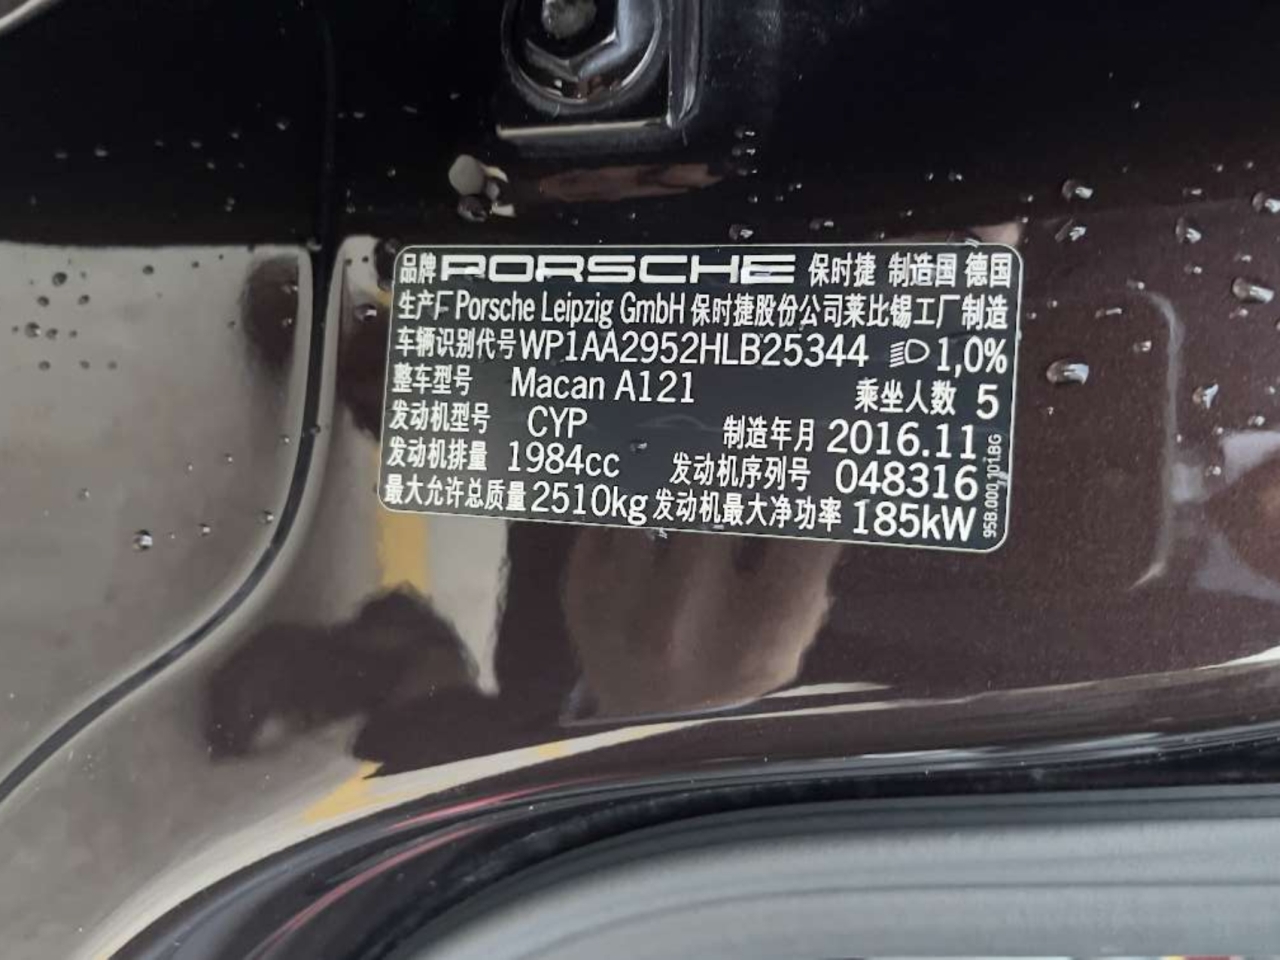 品牌 PORSCHE 保时捷 制造国 德国
生产厂 Porsche Leipzig GmbH 保时捷股份公司莱比锡工厂制造
车辆识别代号 WP1AA2952HLB25344 1,0%
整车型号 Macan A121 乘坐人数 5
发动机型号 CYP 制造年月 2016.11
发动机排量 1984cc 发动机序列号 048316
最大允许总质量 2510kg 发动机最大净功率 185kW
95B.000.101.BG